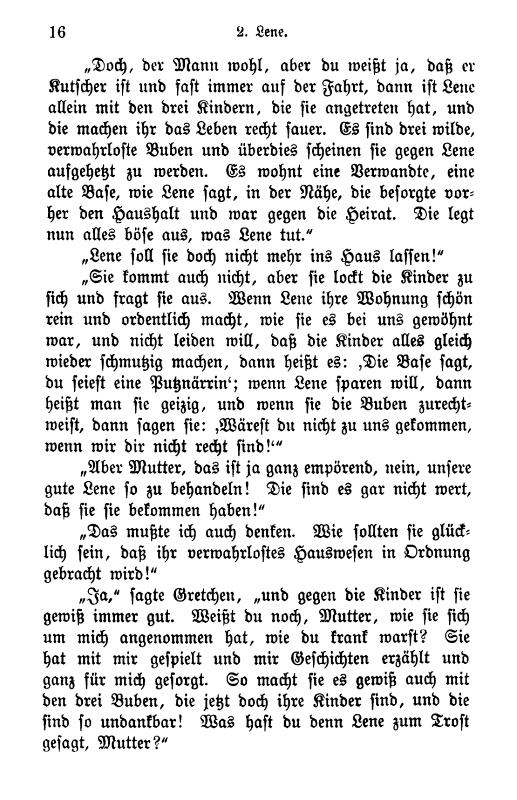 16 2. Lene.
„Doch, der Mann wohl, aber du weißt ja, daß er
Kutscher ist und fast immer auf der Fahrt, dann ist Lene
allein mit den drei Kindern, die sie angetreten hat, und
die machen ihr das Leben recht sauer. Es sind drei wilde,
verwahrloste Buben und überdies scheinen sie gegen Lene
aufgehetzt zu werden. Es wohnt eine Verwandte, eine
alte Base, wie Lene sagt, in der Nähe, die besorgte vor-
her den Haushalt und war gegen die Heirat. Die legt
nun alles böse aus, was Lene tut.“
„Lene soll sie doch nicht mehr ins Haus lassen!“
„Sie kommt auch nicht, aber sie lockt die Kinder zu
sich und fragt sie aus. Wenn Lene ihre Wohnung schön
rein und ordentlich macht, wie sie es bei uns gewöhnt
war, und nicht leiden will, daß die Kinder alles gleich
wieder schmutzig machen, dann heißt es: ‚Die Base sagt,
du seiest eine Putznärrin‘; wenn Lene sparen will, dann
heißt man sie geizig, und wenn sie die Buben zurecht-
weist, dann sagen sie: ‚Wärest du nicht zu uns gekommen,
wenn wir dir nicht recht sind!‘“
„Aber Mutter, das ist ja ganz empörend, nein, unsere
gute Lene so zu behandeln! Die sind es gar nicht wert,
daß sie sie bekommen haben!“
„Das mußte ich auch denken. Wie sollten sie glück-
lich sein, daß ihr verwahrlostes Hauswesen in Ordnung
gebracht wird!“
„Ja,“ sagte Gretchen, „und gegen die Kinder ist sie
gewiß immer gut. Weißt du noch, Mutter, wie sie sich
um mich angenommen hat, wie du krank warst? Sie
hat mit mir gespielt und mir Geschichten erzählt und
ganz für mich gesorgt. So macht sie es gewiß auch mit
den drei Buben, die jetzt doch ihre Kinder sind, und die
sind so undankbar! Was hast du denn Lene zum Trost
gesagt, Mutter?“